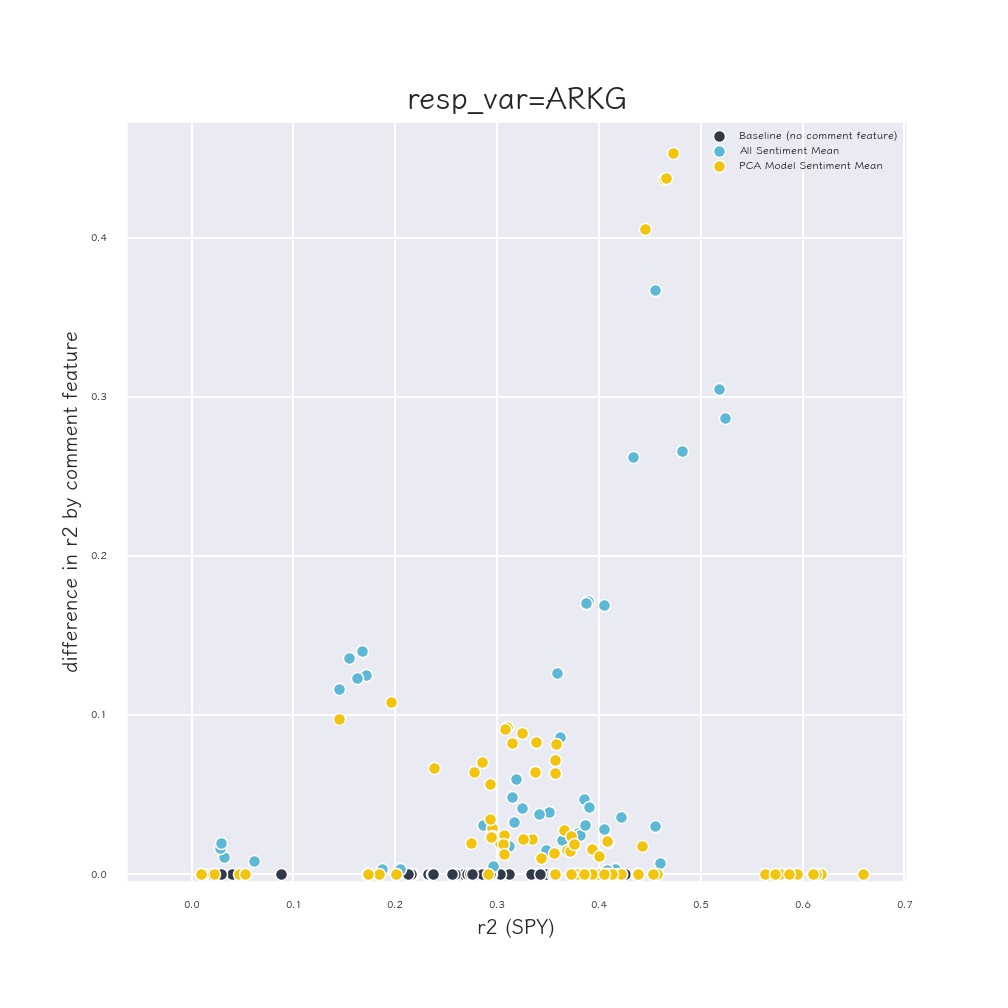 resp_var=ARKG
Baseline (no comment feature)
All Sentiment Mean
PCA Model Sentiment Mean
difference in r2 by comment feature
0.4
0.3
0.2
0.1
0.0
0.0 0.1 0.2 0.3 0.4 0.5 0.6 0.7
r2 (SPY)